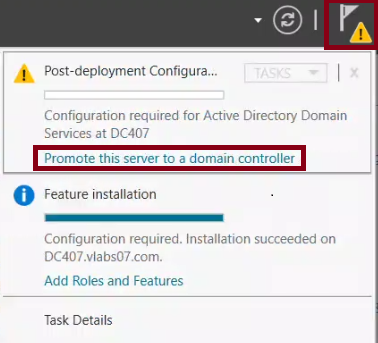 Post-deployment Configura...
TASKS
x
Configuration required for Active Directory Domain
Services at DC407
Promote this server to a domain controller
Feature installation
Configuration required. Installation succeeded on
DC407.vlabs07.com.
Add Roles and Features
Task Details